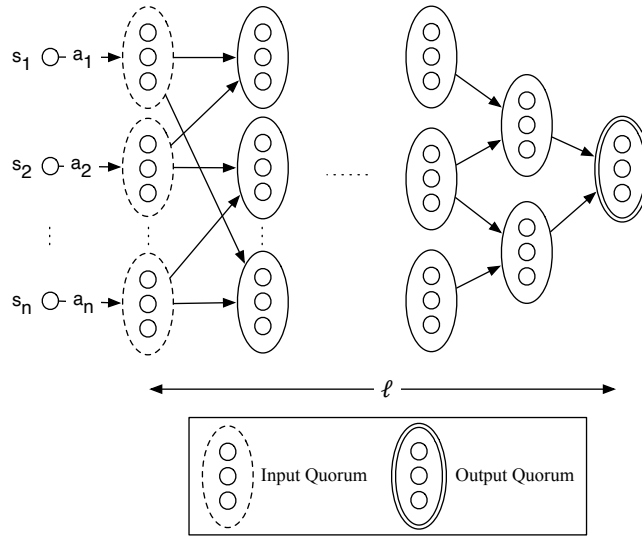 s1 a1
s2 a2
sn an
ℓ
Input Quorum
Output Quorum